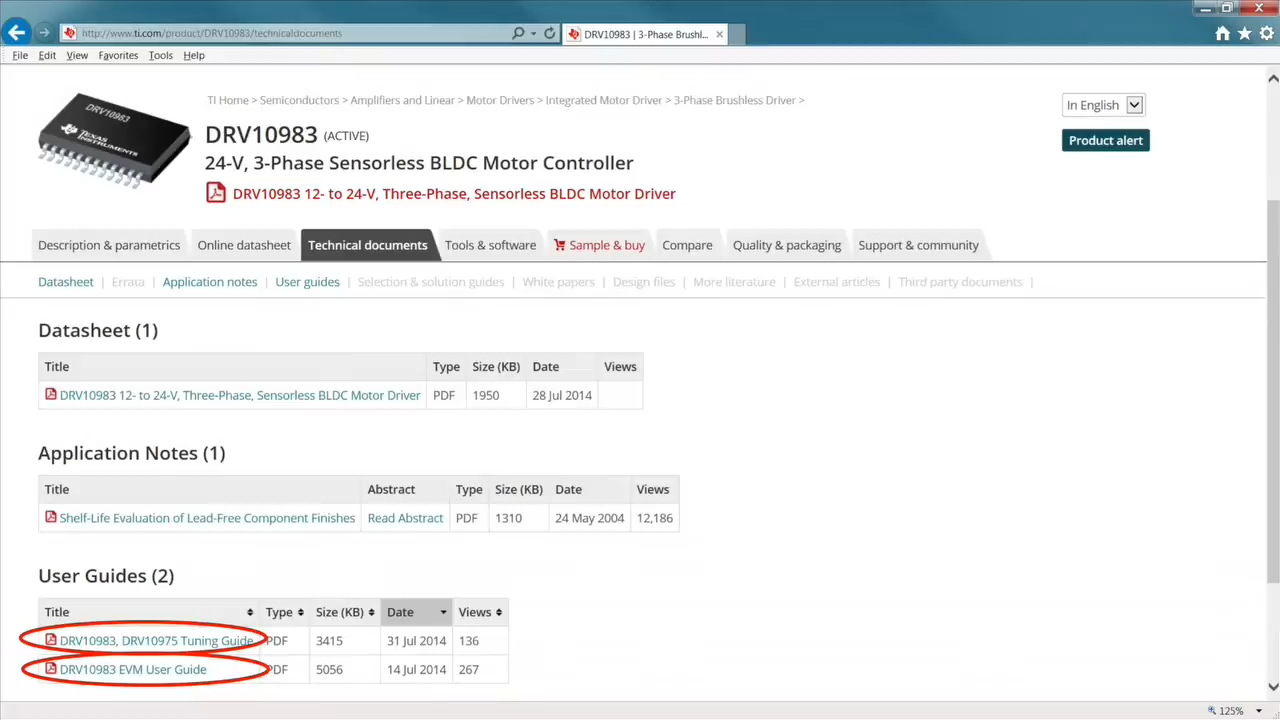 http://www.ti.com/product/DRV10983/technicaldocuments
DRV10983 | 3-Phase Brushl...
File Edit View Favorites Tools Help
TI Home > Semiconductors > Amplifiers and Linear > Motor Drivers > Integrated Motor Driver > 3-Phase Brushless Driver >
In English
DRV10983
TEXAS
INSTRUMENTS
DRV10983 (ACTIVE)
Product alert
24-V, 3-Phase Sensorless BLDC Motor Controller
DRV10983 12- to 24-V, Three-Phase, Sensorless BLDC Motor Driver
Description & parametrics Online datasheet Technical documents Tools & software Sample & buy Compare Quality & packaging Support & community
Datasheet | Errata | Application notes | User guides | Selection & solution guides | White papers | Design files | More literature | External articles | Third party documents |
Datasheet (1)
Title Type Size (KB) Date Views
DRV10983 12- to 24-V, Three-Phase, Sensorless BLDC Motor Driver PDF 1950 28 Jul 2014
Application Notes (1)
Title Abstract Type Size (KB) Date Views
Shelf-Life Evaluation of Lead-Free Component Finishes Read Abstract PDF 1310 24 May 2004 12,186
User Guides (2)
Title Type Size (KB) Date Views
DRV10983, DRV10975 Tuning Guide PDF 3415 31 Jul 2014 136
DRV10983 EVM User Guide PDF 5056 14 Jul 2014 267
125%